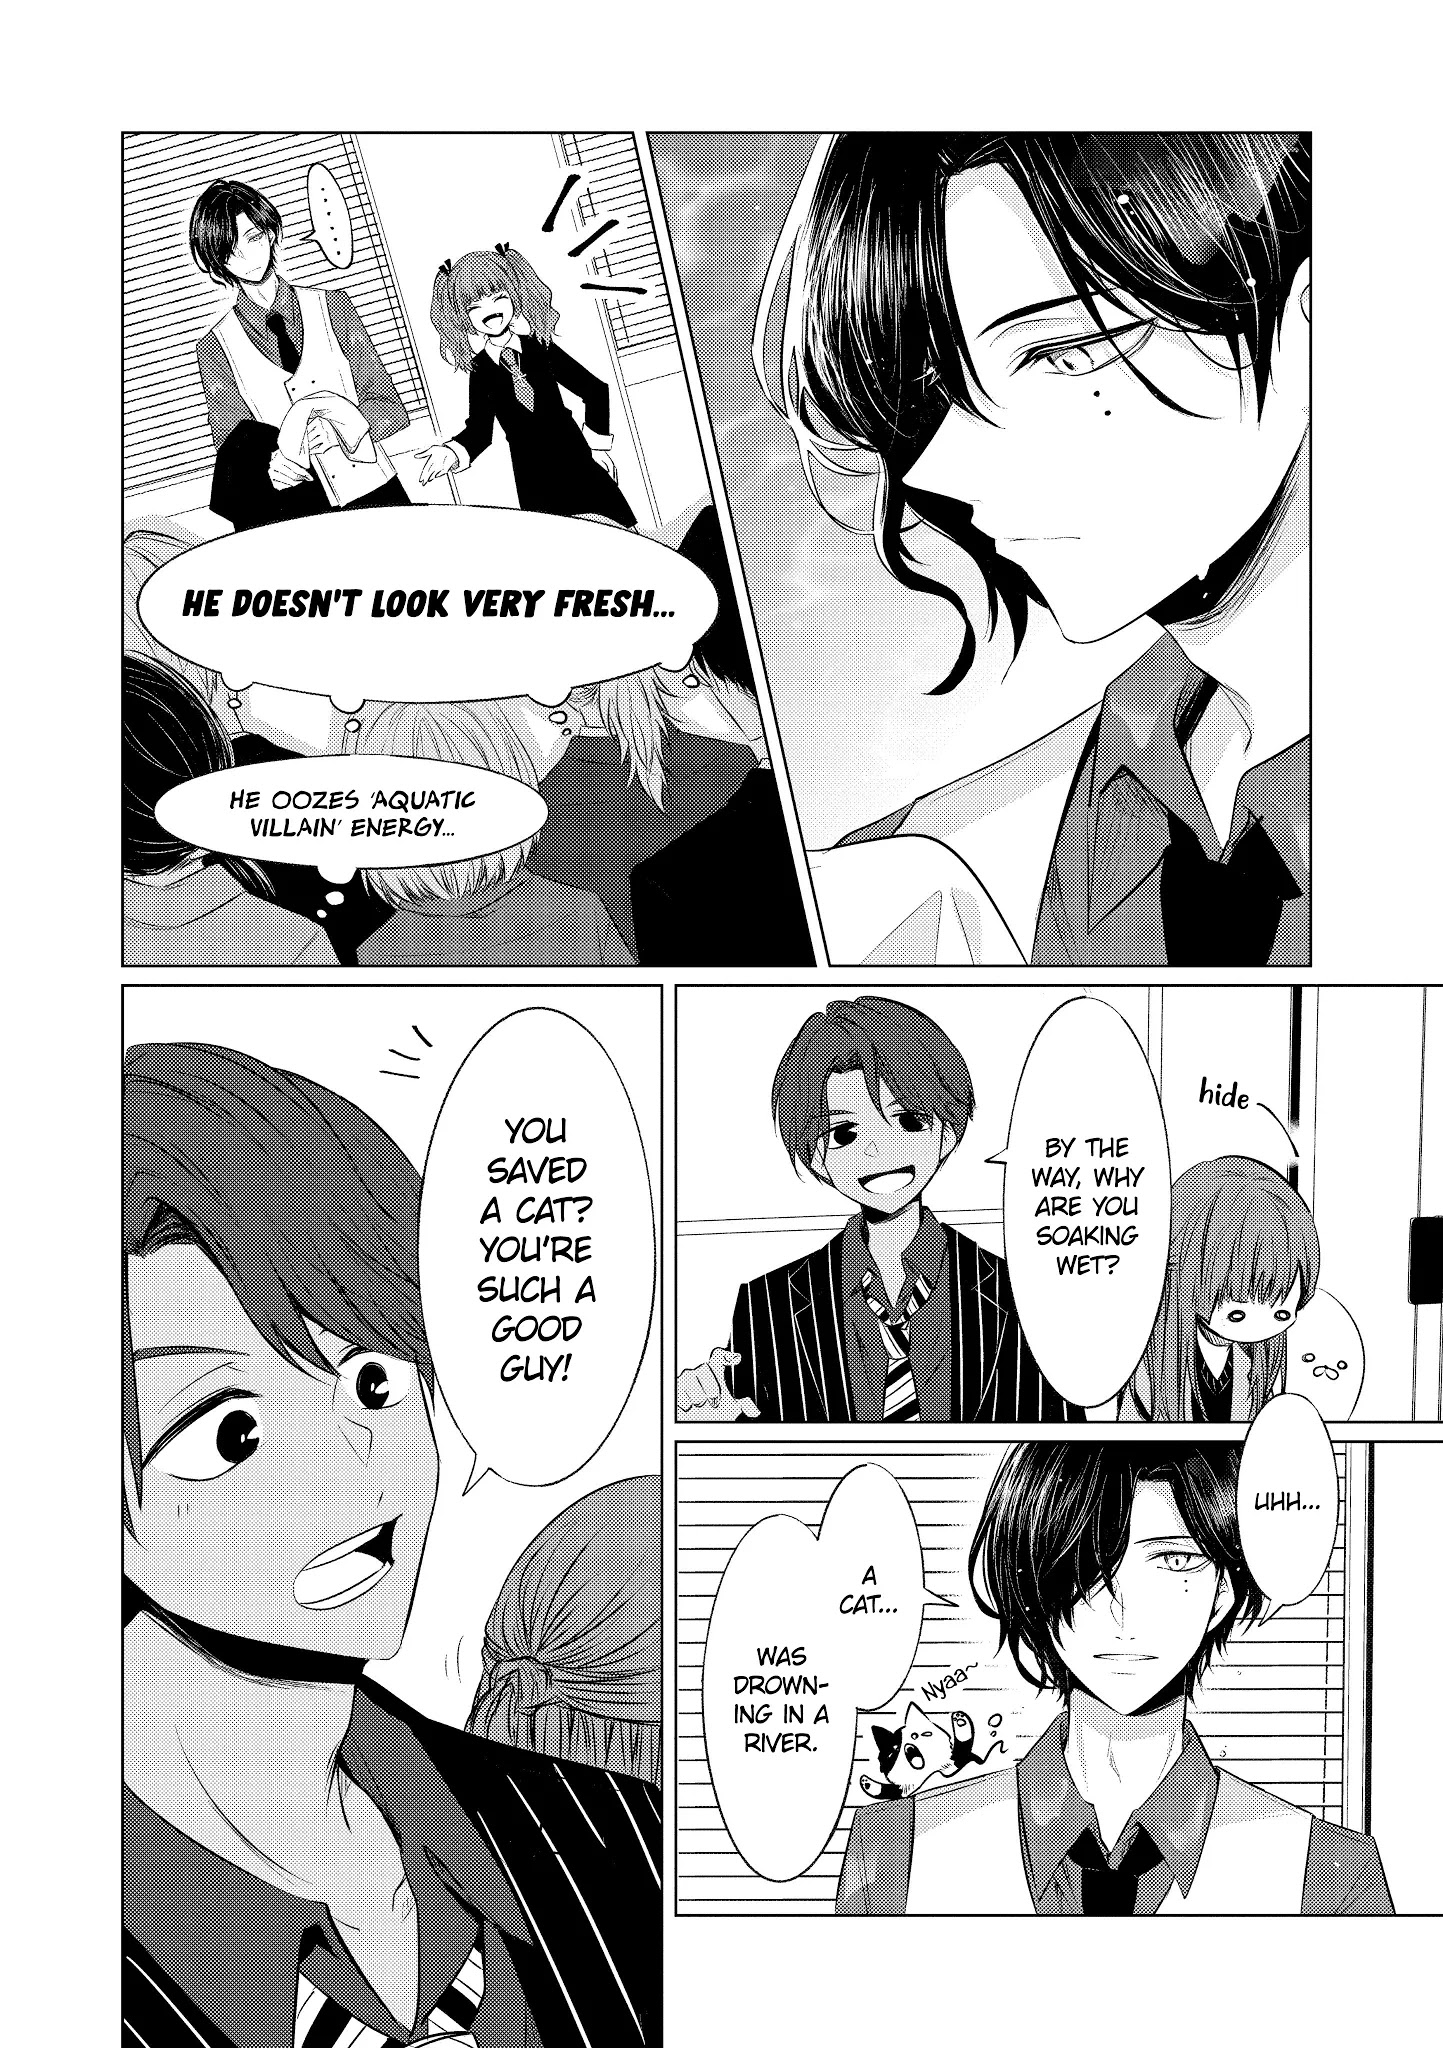 .....
HE DOESN'T LOOK VERY FRESH...
HE OOZES 'AQUATIC
VILLAIN' ENERGY...
hide
BY THE
WAY, WHY
ARE YOU
SOAKING
WET?
UHH...
A
CAT...
Nyaa~
WAS
DROWN-
ING IN A
RIVER.
YOU
SAVED
A CAT?
YOU'RE
SUCH A
GOOD
GUY!